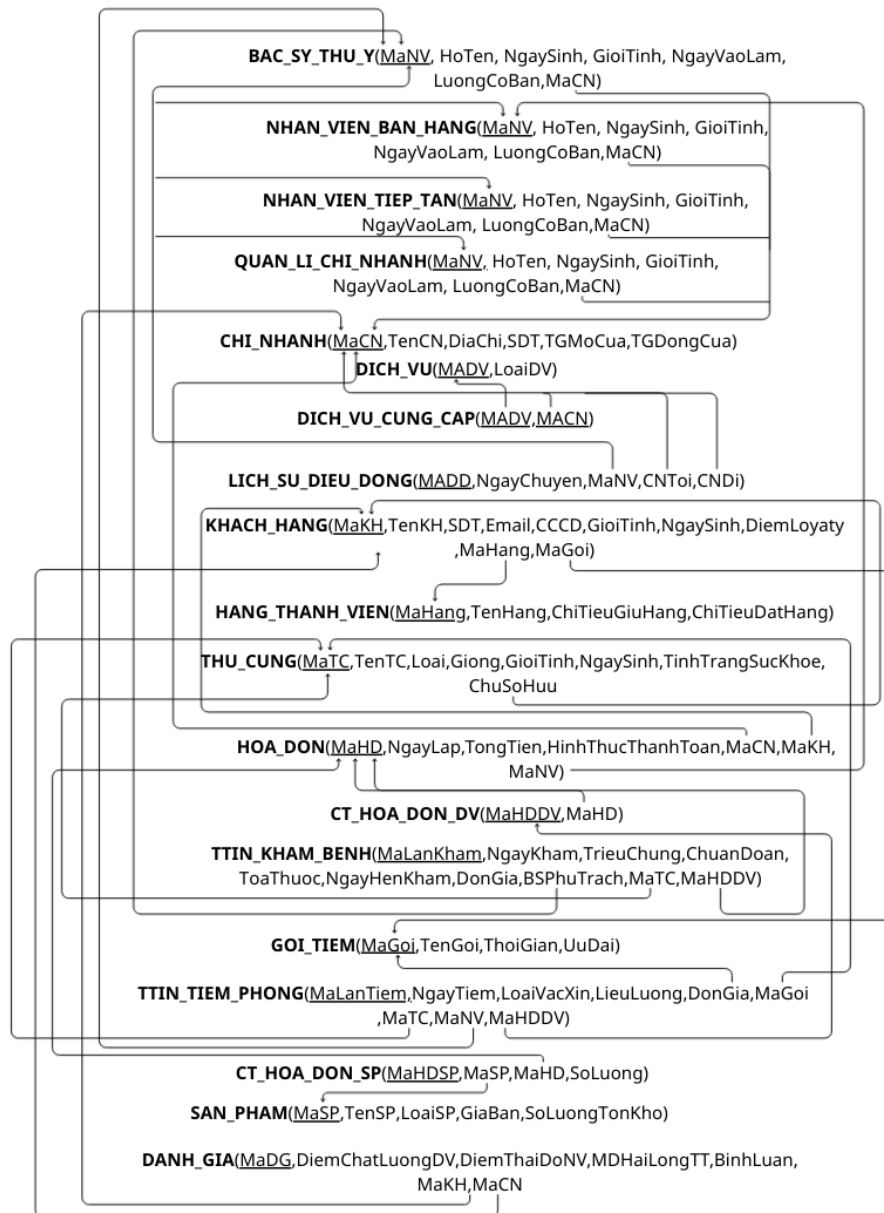 BAC_SY_THU_Y(MaNV, HoTen, NgaySinh, GioiTinh, NgayVaoLam,
LuongCoBan,MaCN)
NHAN_VIEN_BAN_HANG(MaNV, HoTen, NgaySinh, GioiTinh,
NgayVaoLam, LuongCoBan,MaCN)
NHAN_VIEN_TIEP_TAN(MaNV, HoTen, NgaySinh, GioiTinh,
NgayVaoLam, LuongCoBan,MaCN)
QUAN_LI_CHI_NHANH(MaNV, HoTen, NgaySinh, GioiTinh,
NgayVaoLam, LuongCoBan,MaCN)
CHI_NHANH(MaCN,TenCN,DiaChi,SDT,TGMoCua,TGDongCua)
DICH_VU(MADV,LoaiDV)
DICH_VU_CUNG_CAP(MADV,MACN)
LICH_SU_DIEU_DONG(MADD,NgayChuyen,MaNV,CNToi,CNDi)
KHACH_HANG(MaKH,TenKH,SDT,Email,CCCD,GioiTinh,NgaySinh,DiemLoyaty
,MaHang,MaGoi)
HANG_THANH_VIEN(MaHang,TenHang,ChiTieuGiuHang,ChiTieuDatHang)
THU_CUNG(MaTC,TenTC,Loai,Giong,GioiTinh,NgaySinh,TinhTrangSucKhoe,
ChuSoHuu
HOA_DON(MaHD,NgayLap,TongTien,HinhThucThanhToan,MaCN,MaKH,
MaNV)
CT_HOA_DON_DV(MaHDDV,MaHD)
TTIN_KHAM_BENH(MaLanKham,NgayKham,TrieuChung,ChuanDoan,
ToaThuoc,NgayHenKham,DonGia,BSPhuTrach,MaTC,MaHDDV)
GOI_TIEM(MaGoi,TenGoi,ThoiGian,UuDai)
TTIN_TIEM_PHONG(MaLanTiem,NgayTiem,LoaiVacXin,LieuLuong,DonGia,MaGoi
,MaTC,MaNV,MaHDDV)
CT_HOA_DON_SP(MaHDSP,MaSP,MaHD,SoLuong)
SAN_PHAM(MaSP,TenSP,LoaiSP,GiaBan,SoLuongTonKho)
DANH_GIA(MaDG,DiemChatLuongDV,DiemThaiDoNV,MDHaiLongTT,BinhLuan,
MaKH,MaCN